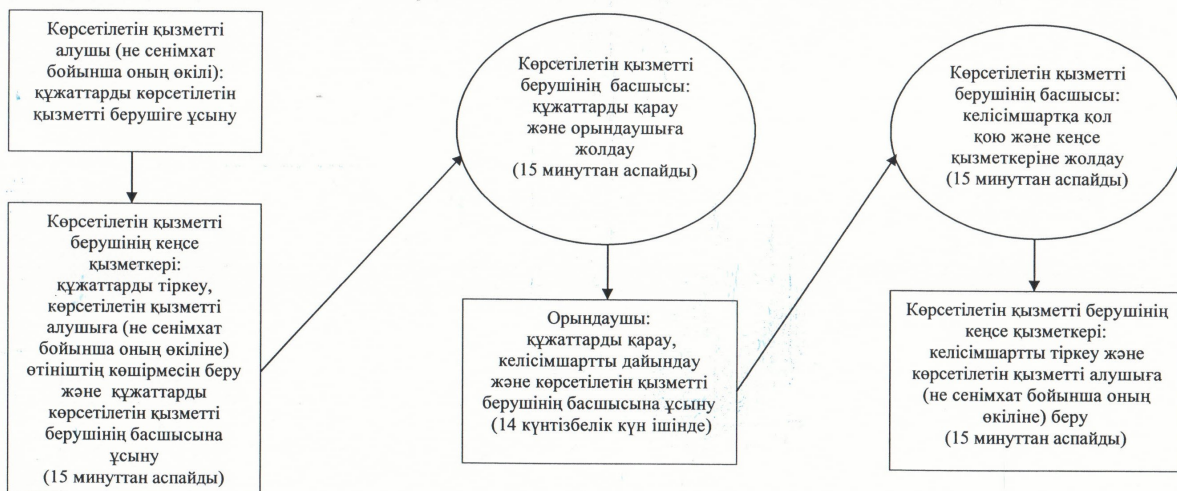 Көрсетілетін қызметті
алушы (не сенімхат
бойынша оның өкілі):
құжаттарды көрсетілетін
қызметті берушіге ұсыну
Көрсетілетін қызметті
берушінің кеңсе
қызметкері:
құжаттарды тіркеу,
көрсетілетін қызметті
алушыға (не сенімхат
бойынша оның өкіліне)
өтініштің көшірмесін беру
және құжаттарды
көрсетілетін қызметті
берушінің басшысына
ұсыну
(15 минуттан аспайды)
Көрсетілетін қызметті
берушінің басшысы:
құжаттарды қарау
және орындаушыға
жолдау
(15 минуттан аспайды)
Орындаушы:
құжаттарды қарау,
келісімшартты дайындау
және көрсетілетін қызметті
берушінің басшысына ұсыну
(14 күнтізбелік күн ішінде)
Көрсетілетін қызметті
берушінің басшысы:
келісімшартқа қол
қою және кеңсе
қызметкеріне жолдау
(15 минуттан аспайды)
Көрсетілетін қызметті берушінің
кеңсе қызметкері:
келісімшартты тіркеу және
көрсетілетін қызметті алушыға
(не сенімхат бойынша оның
өкіліне) беру
(15 минуттан аспайды)